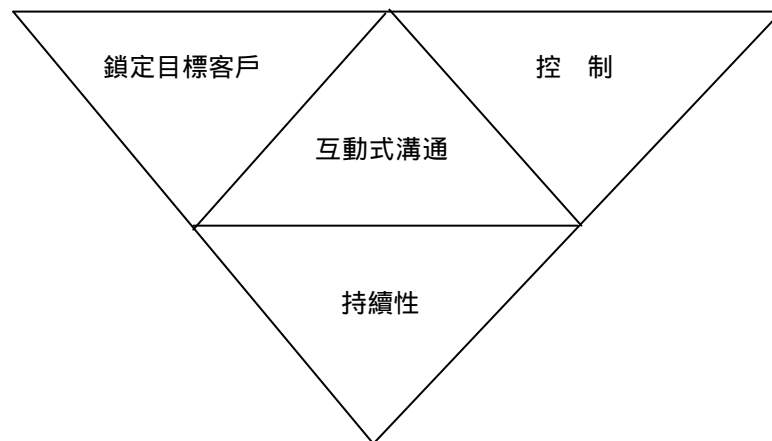 鎖定目標客戶
控 制
互動式溝通
持續性